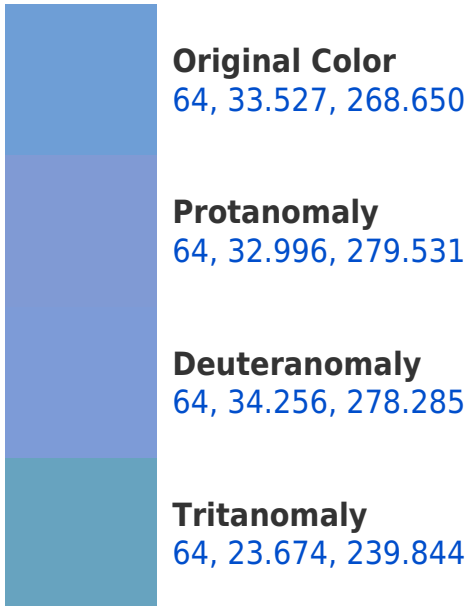 Original Color
64, 33.527, 268.650
Protanomaly
64, 32.996, 279.531
Deuteranomaly
64, 34.256, 278.285
Tritanomaly
64, 23.674, 239.844